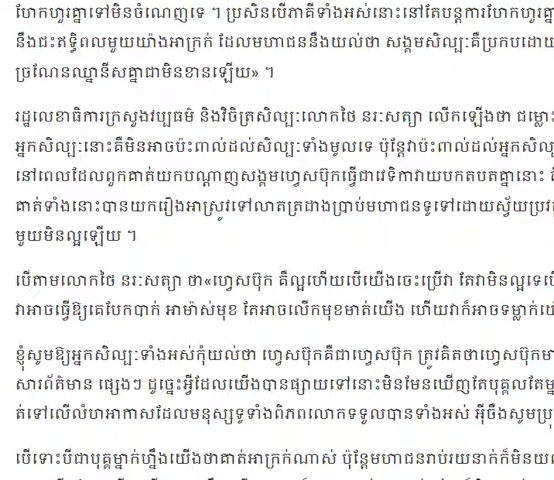 ហែកហួរគ្នាទៅមិនចំណេញទេ ។ ប្រសិនបើភាគីទាំងអស់នោះនៅតែបន្តការហែកហួរគ្នា
នឹងជះឥទ្ធិពលមួយយ៉ាងអាក្រក់ ដែលមហាជននឹងយល់ថា សង្គមសិល្បៈគឺប្រកបដោយ
ច្រណែនឈ្នានីសគ្នាជាមិនខានឡើយ» ។
រដ្ឋលេខាធិការក្រសួងវប្បធម៌ និងវិចិត្រសិល្បៈលោកថៃ នរៈសត្យា លើកឡើងថា ជម្លោះ
អ្នកសិល្បៈនោះគឺមិនអាចប៉ះពាល់ដល់សិល្បៈទាំងមូលទេ ប៉ុន្តែវាប៉ះពាល់ដល់អ្នកសិល្បៈ
នៅពេលដែលពួកគាត់យកបណ្តាញសង្គមហ្វេសប៊ុកធ្វើជាវេទិកាវាយបកតបតគ្នានោះ
គាត់ទាំងនោះបានយករឿងអាស្រូវទៅលាតត្រដាងប្រាប់មហាជនទូទៅដោយស្វ័យប្រវត្តិ
មួយមិនល្អឡើយ ។
បើតាមលោកថៃ នរៈសត្យា ថា«ហ្វេសប៊ុក គឺល្អហើយបើយើងចេះប្រើវា តែវាមិនល្អទេបើ
វាអាចធ្វើឱ្យគេបែកបាក់ អាម៉ាស់មុខ តែអាចលើកមុខមាត់យើង ហើយវាក៏អាចទម្លាក់យើ
ខ្ញុំសូមឱ្យអ្នកសិល្បៈទាំងអស់កុំយល់ថា ហ្វេសប៊ុកគឺជាហ្វេសប៊ុក ត្រូវគិតថាហ្វេសប៊ុកមា
សារព័ត៌មាន ផ្សេងៗ ដូច្នេះអ្វីដែលយើងបានផ្សាយទៅនោះមិនមែនឃើញតែបុគ្គលតែម្នា
ត់ទៅលើលំហអាកាសដែលមនុស្សទូទាំងពិភពលោកទទួលបានទាំងអស់ អ៊ីចឹងសូមប្រុ
បើទោះបីជាបុគ្គម្នាក់ហ្នឹងយើងថាគាត់អាក្រក់ណាស់ ប៉ុន្តែមហាជនរាប់រយនាក់ក៏មិនយល